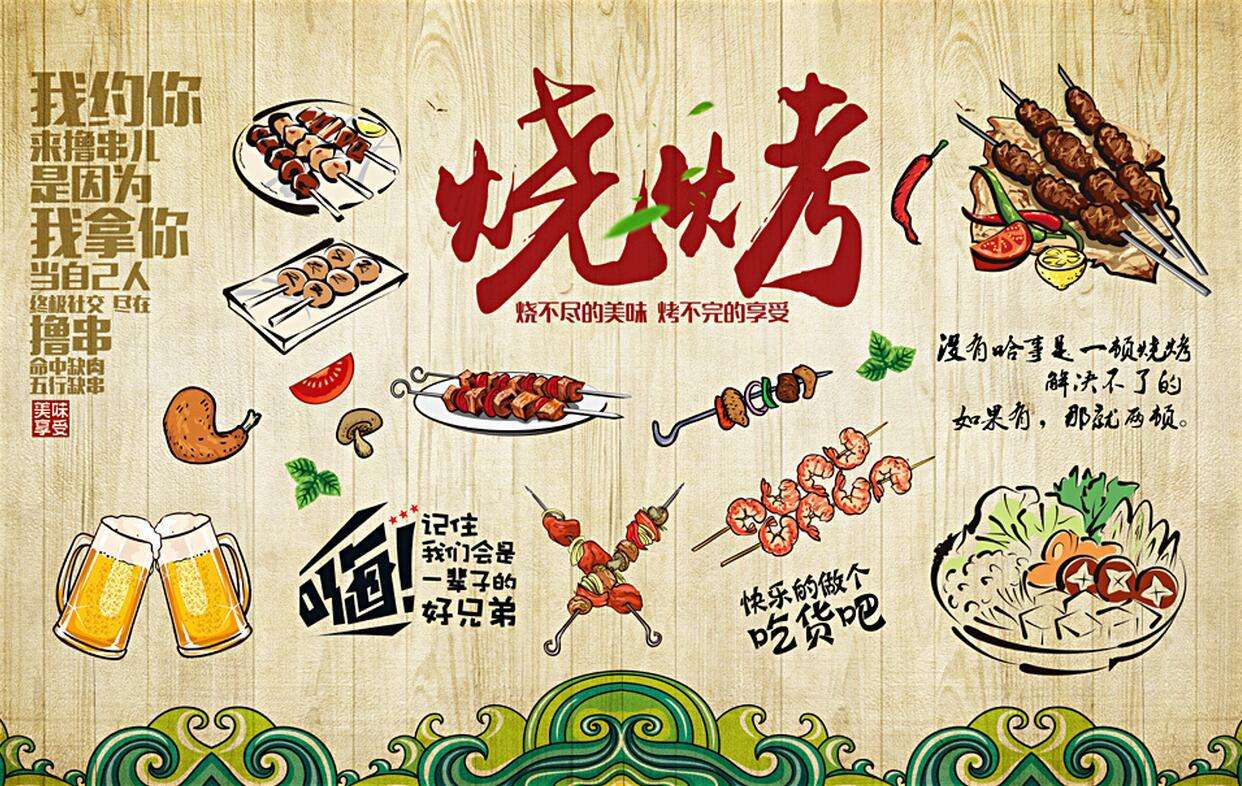 我约你
来撸串儿
是因为
我拿你
当自己人
终极社交 尽在
撸串
命中缺肉
五行缺串
美味
享受
烧烤
烧不尽的美味 烤不完的享受
没有啥事是一顿烧烤
解决不了的
如果有，那就两顿。
嗨!
记住
我们会是
一辈子的
好兄弟
快乐的做个
吃货吧